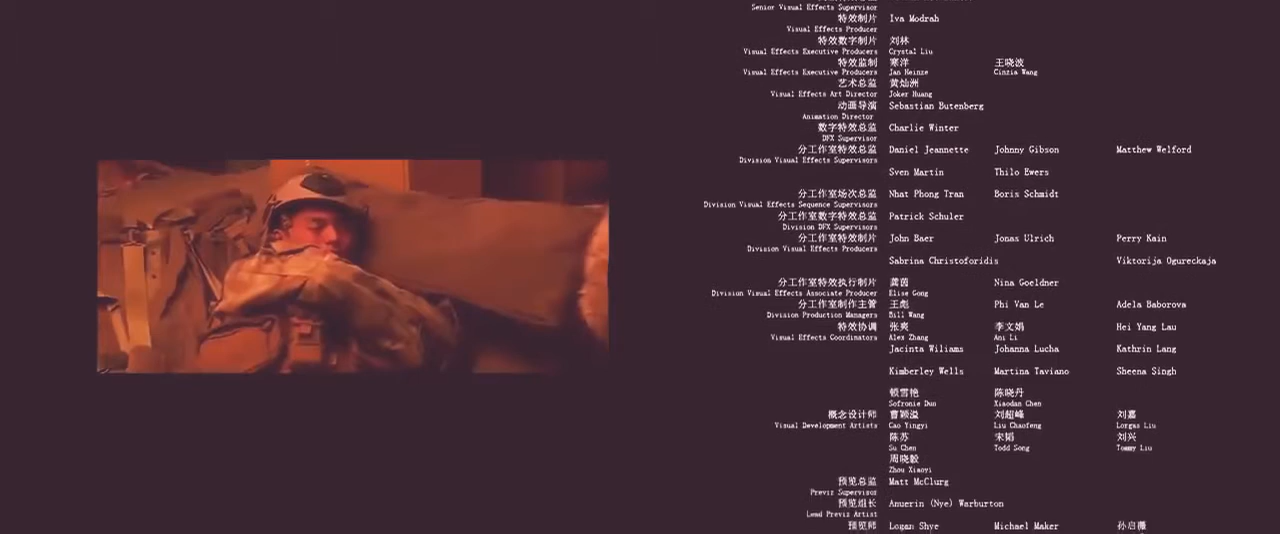 Senior Visual Effects Supervisor
特效制片 Iva Modrah
Visual Effects Producer
特效数字制片 刘林
Visual Effects Executive Producers Crystal Liu
特效监制 寒洋 王晓波
Visual Effects Executive Producers Jan Heinze Cinzia Wang
艺术总监 黄灿洲
Visual Effects Art Director Joker Huang
动画导演 Sebastian Butenberg
Animation Director
数字特效总监 Charlie Winter
DFX Supervisor
分工作室特效总监 Daniel Jeannette Johnny Gibson Matthew Welford
Division Visual Effects Supervisors
Sven Martin Thilo Ewers
分工作室场次总监 Nhat Phong Tran Boris Schmidt
Division Visual Effects Sequence Supervisors
分工作室数字特效总监 Patrick Schuler
Division DFX Supervisors
分工作室特效制片 John Baer Jonas Ulrich Perry Kain
Division Visual Effects Producers
Sabrina Christoforidis Viktorija Ogureckaja
分工作室特效执行制片 龚茵 Nina Goeldner
Division Visual Effects Associate Producer Elise Gong
分工作室制作主管 王彪 Phi Van Le Adela Baborova
Division Production Managers Bill Wang
特效协调 张爽 李文娟 Hei Yang Lau
Visual Effects Coordinators Alex Zhang Ani Li
Jacinta Wiliams Johanna Lucha Kathrin Lang
Kimberley Wells Martina Taviano Sheena Singh
顿雪艳 陈晓丹
Sofronie Dun Xiaodan Chen
概念设计师 曹颖溢 刘超峰 刘嘉
Visual Development Artists Cao Yingyi Liu Chaofeng Lorgas Liu
陈苏 宋韬 刘兴
Su Chen Todd Song Tommy Liu
周晓毅
Zhou Xiaoyi
预览总监 Matt McClurg
Previz Supervisor
预览组长 Anuerin (Nye) Warburton
Lead Previz Artist
预览师 Logan Shye Michael Maker 孙启薇